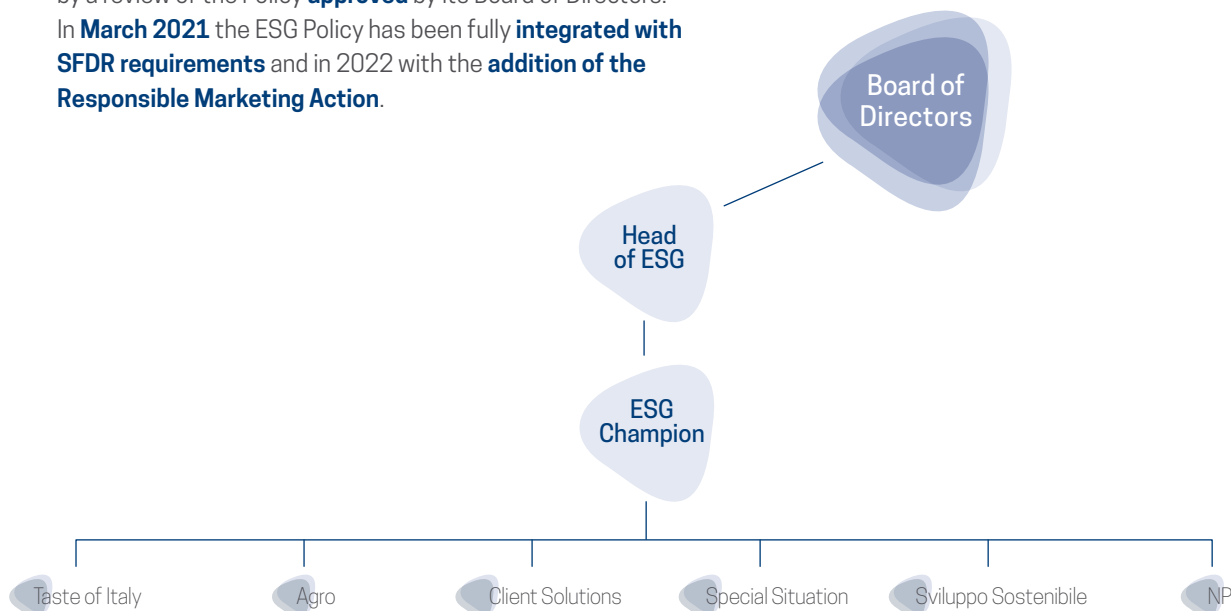 by a review of the Policy approved by its Board of Directors.
In March 2021 the ESG Policy has been fully integrated with
SFDR requirements and in 2022 with the addition of the
Responsible Marketing Action.
Board of
Directors
Head
of ESG
ESG
Champion
Taste of Italy
Agro
Client Solutions
Special Situation
Sviluppo Sostenibile